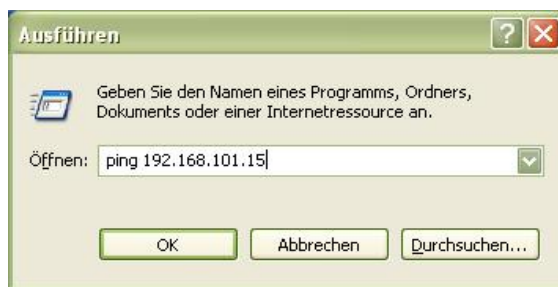 Ausführen
Geben Sie den Namen eines Programms, Ordners,
Dokuments oder einer Internetressource an.
Öffnen: ping 192.168.101.15
OK Abbrechen Durchsuchen...